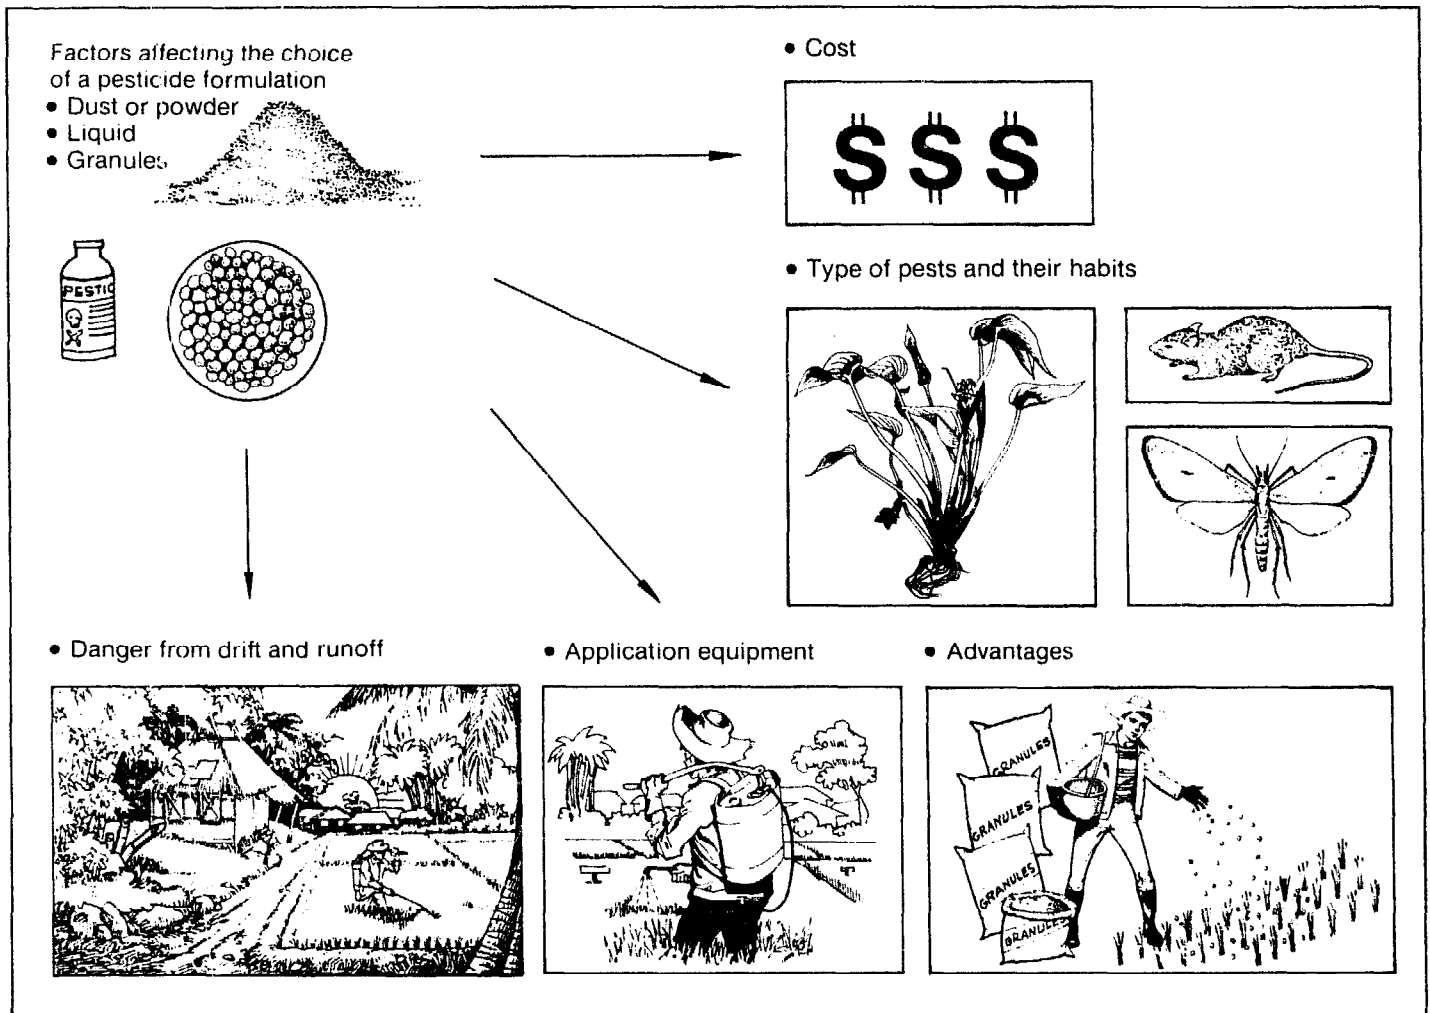 Factors affecting the choice
of a pesticide formulation
• Dust or powder
• Liquid
• Granules
PESTIC
• Cost
$ $ $
• Type of pests and their habits
• Danger from drift and runoff
• Application equipment
• Advantages
GRANULES
GRANULES
GRANULES
GRANULES